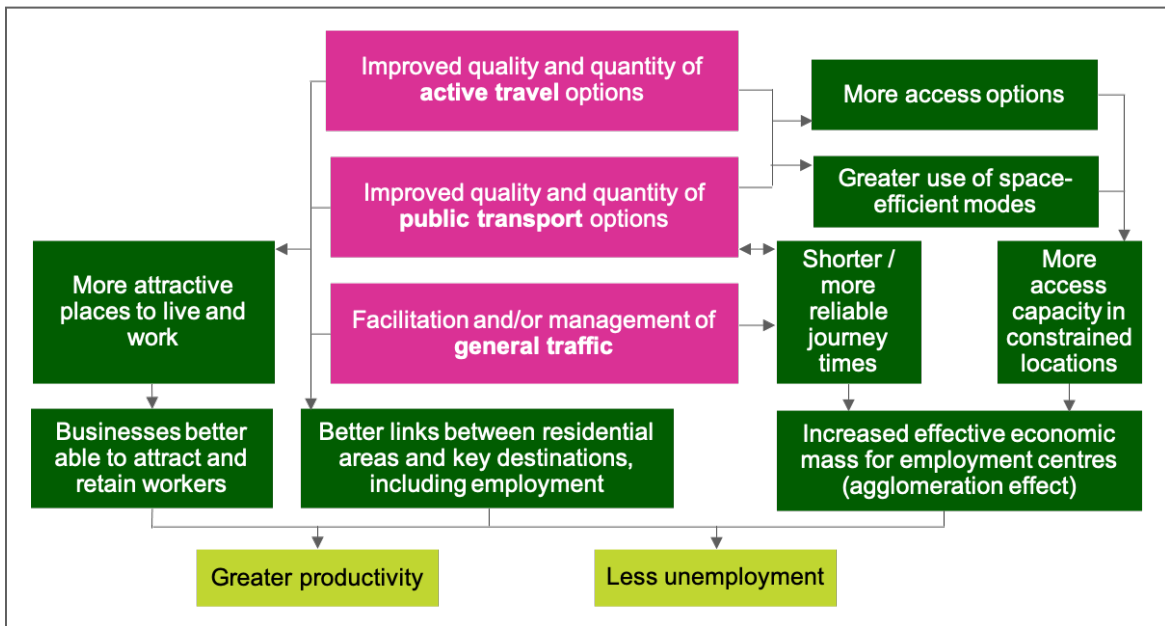 Improved quality and quantity of
active travel options
More access options
Improved quality and quantity of
public transport options
Greater use of space-
efficient modes
More attractive
places to live and
work
Facilitation and/or management of
general traffic
Shorter /
more
reliable
journey
times
More
access
capacity in
constrained
locations
Businesses better
able to attract and
retain workers
Better links between residential
areas and key destinations,
including employment
Increased effective economic
mass for employment centres
(agglomeration effect)
Greater productivity
Less unemployment